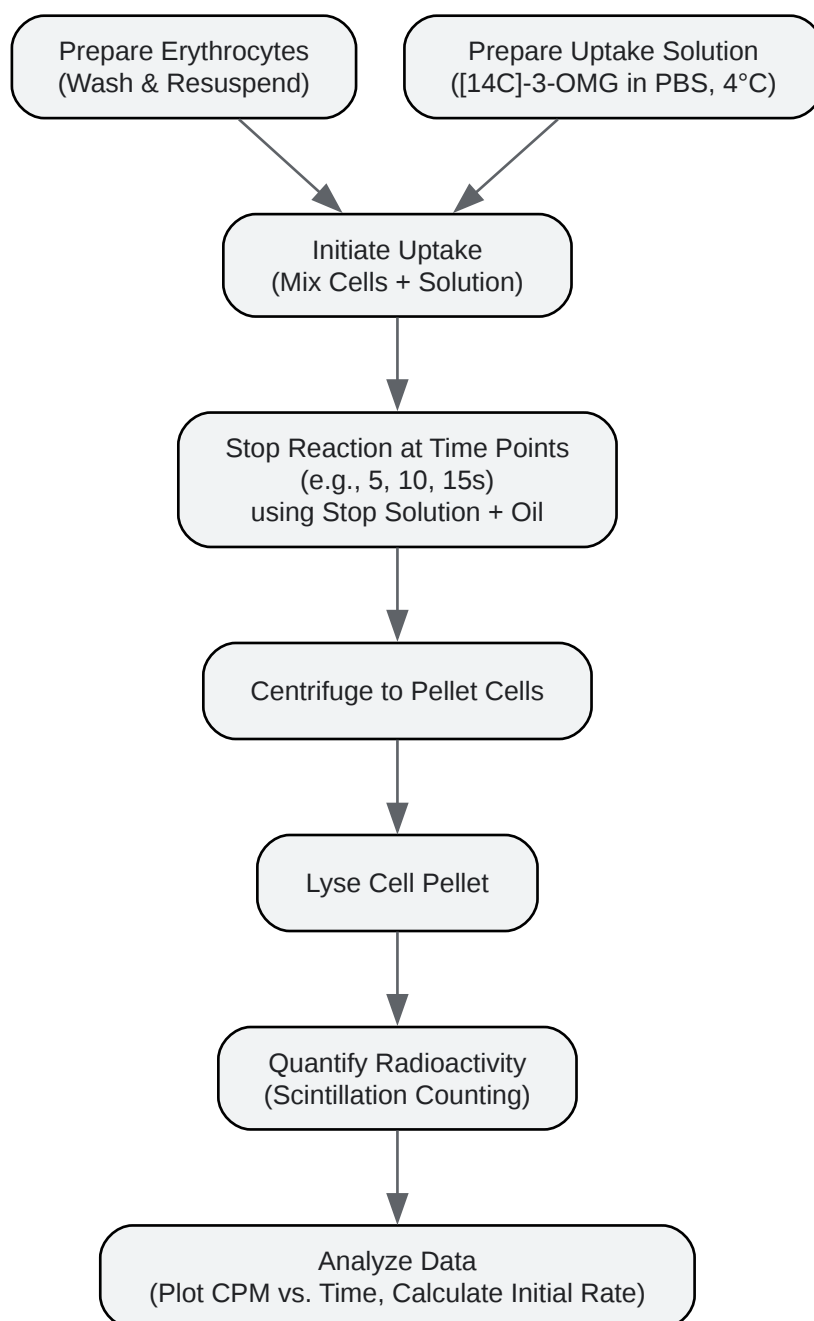 Prepare Erythrocytes
(Wash & Resuspend)
Prepare Uptake Solution
([14C]-3-OMG in PBS, 4°C)
Initiate Uptake
(Mix Cells + Solution)
Stop Reaction at Time Points
(e.g., 5, 10, 15s)
using Stop Solution + Oil
Centrifuge to Pellet Cells
Lyse Cell Pellet
Quantify Radioactivity
(Scintillation Counting)
Analyze Data
(Plot CPM vs. Time, Calculate Initial Rate)